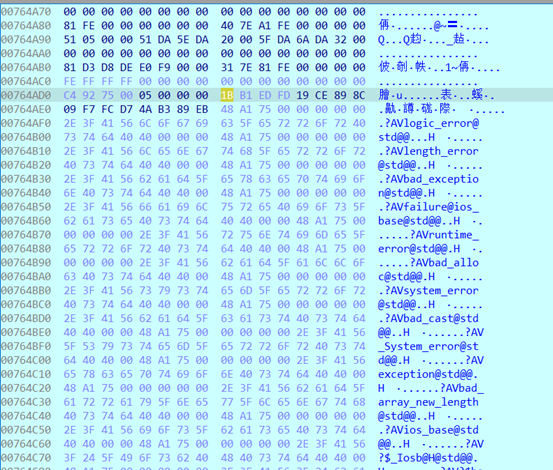 00764A70 00 00 00 00 00 00 00 00 00 00 00 00 00 00 00 00 ................
00764A80 81 FE 00 00 00 00 00 00 40 7E A1 FE 00 00 00 00
00764A90 51 05 00 00 51 DA 5E DA 20 00 5F DA 6A DA 32 00
00764AA0 00 00 00 00 00 00 00 00 00 00 00 00 00 00 00 00 ................
00764AB0 81 D3 D8 DE E0 F9 00 00 31 7E 81 FE 00 00 00 00
00764AC0 FE FF FF FF 00 00 00 00 00 00 00 00 00 00 00 00 ................
00764AD0 C4 92 75 00 05 00 00 00 1B B1 ED FD 19 CE 89 8C
00764AE0 09 F7 FC D7 4A B3 89 EB 48 A1 75 00 00 00 00 00
00764AF0 2E 3F 41 56 6C 6F 67 69 63 5F 65 72 72 6F 72 40 .?AVlogic_error@
00764B00 73 74 64 40 40 00 00 00 48 A1 75 00 00 00 00 00 std@@...H ·.....
00764B10 2E 3F 41 56 6C 65 6E 67 74 68 5F 65 72 72 6F 72 .?AVlength_error
00764B20 40 73 74 64 40 40 00 00 48 A1 75 00 00 00 00 00 @std@@..H ·.....
00764B30 2E 3F 41 56 62 61 64 5F 65 78 63 65 70 74 69 6F .?AVbad_exceptio
00764B40 6E 40 73 74 64 40 40 00 48 A1 75 00 00 00 00 00 n@std@@.H ·.....
00764B50 2E 3F 41 56 66 61 69 6C 75 72 65 40 69 6F 73 5F .?AVfailure@ios_
00764B60 62 61 73 65 40 73 74 64 40 40 00 00 48 A1 75 00 base@std@@..H ·.
00764B70 00 00 00 00 2E 3F 41 56 72 75 6E 74 69 6D 65 5F .....?AVruntime_
00764B80 65 72 72 6F 72 40 73 74 64 40 40 00 48 A1 75 00 error@std@@.H ·.
00764B90 00 00 00 00 2E 3F 41 56 62 61 64 5F 61 6C 6C 6F .....?AVbad_allo
00764BA0 63 40 73 74 64 40 40 00 48 A1 75 00 00 00 00 00 c@std@@.H ·.....
00764BB0 2E 3F 41 56 73 79 73 74 65 6D 5F 65 72 72 6F 72 .?AVsystem_error
00764BC0 40 73 74 64 40 40 00 00 48 A1 75 00 00 00 00 00 @std@@..H ·.....
00764BD0 2E 3F 41 56 62 61 64 5F 63 61 73 74 40 73 74 64 .?AVbad_cast@std
00764BE0 40 40 00 00 48 A1 75 00 00 00 00 00 2E 3F 41 56 @@..H ·......?AV
00764BF0 5F 53 79 73 74 65 6D 5F 65 72 72 6F 72 40 73 74 _System_error@st
00764C00 64 40 40 00 48 A1 75 00 00 00 00 00 2E 3F 41 56 d@@.H ·......?AV
00764C10 65 78 63 65 70 74 69 6F 6E 40 73 74 64 40 40 00 exception@std@@.
00764C20 48 A1 75 00 00 00 00 00 2E 3F 41 56 62 61 64 5F H ·......?AVbad_
00764C30 61 72 72 61 79 5F 6E 65 77 5F 6C 65 6E 67 74 68 array_new_length
00764C40 40 73 74 64 40 40 00 00 48 A1 75 00 00 00 00 00 @std@@..H ·.....
00764C50 2E 3F 41 56 69 6F 73 5F 62 61 73 65 40 73 74 64 .?AVios_base@std
00764C60 40 40 00 00 48 A1 75 00 00 00 00 00 2E 3F 41 56 @@..H ·......?AV
00764C70 3F 24 5F 49 6F 73 62 40 48 40 73 74 64 40 40 00 ?$_Iosb@H@std@@.